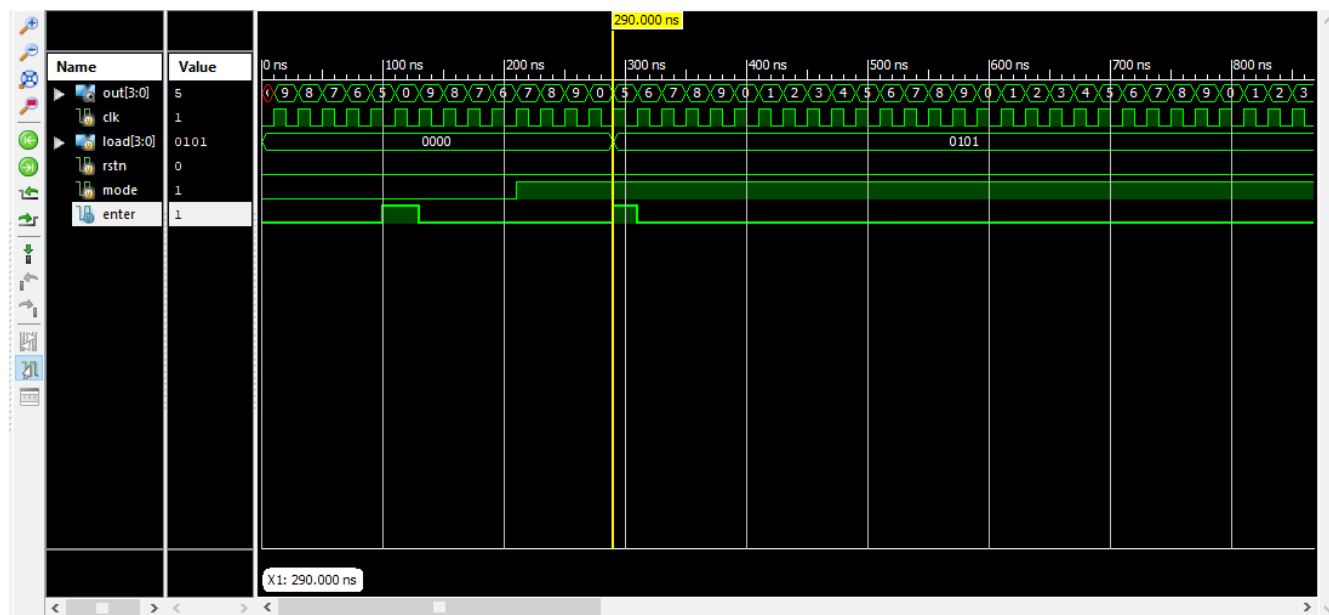 290.000 ns
Name Value 0 ns 100 ns 200 ns 300 ns 400 ns 500 ns 600 ns 700 ns 800 ns
out[3:0] 5 9 8 7 6 5 0 9 8 7 6 7 8 9 0 5 6 7 8 9 0 1 2 3 4 5 6 7 8 9 0 1 2 3 4 5 6 7 8 9 0 1 2 3
clk 1
load[3:0] 0101 0000 0101
rstn 0
mode 1
enter 1
X1: 290.000 ns